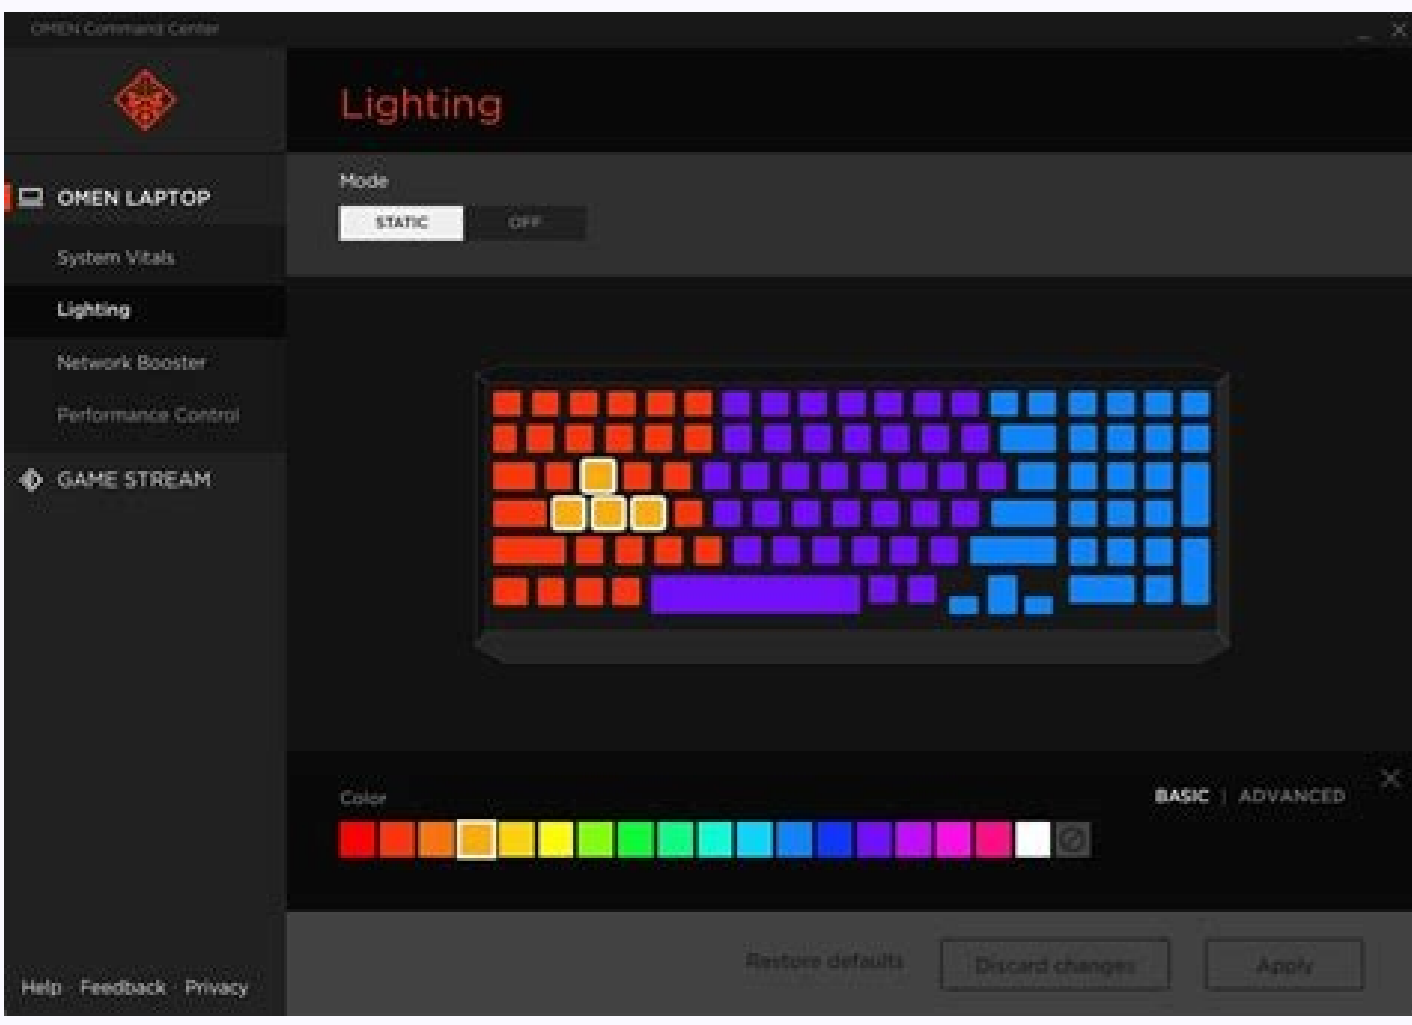 OMEN Command Center
Lighting
OMEN LAPTOP
System Vitals
Lighting
Network Booster
Performance Control
GAME STREAM
Help Feedback Privacy
Mode
STATIC OFF
Color
BASIC | ADVANCED
Restore defaults
Discard changes
Apply